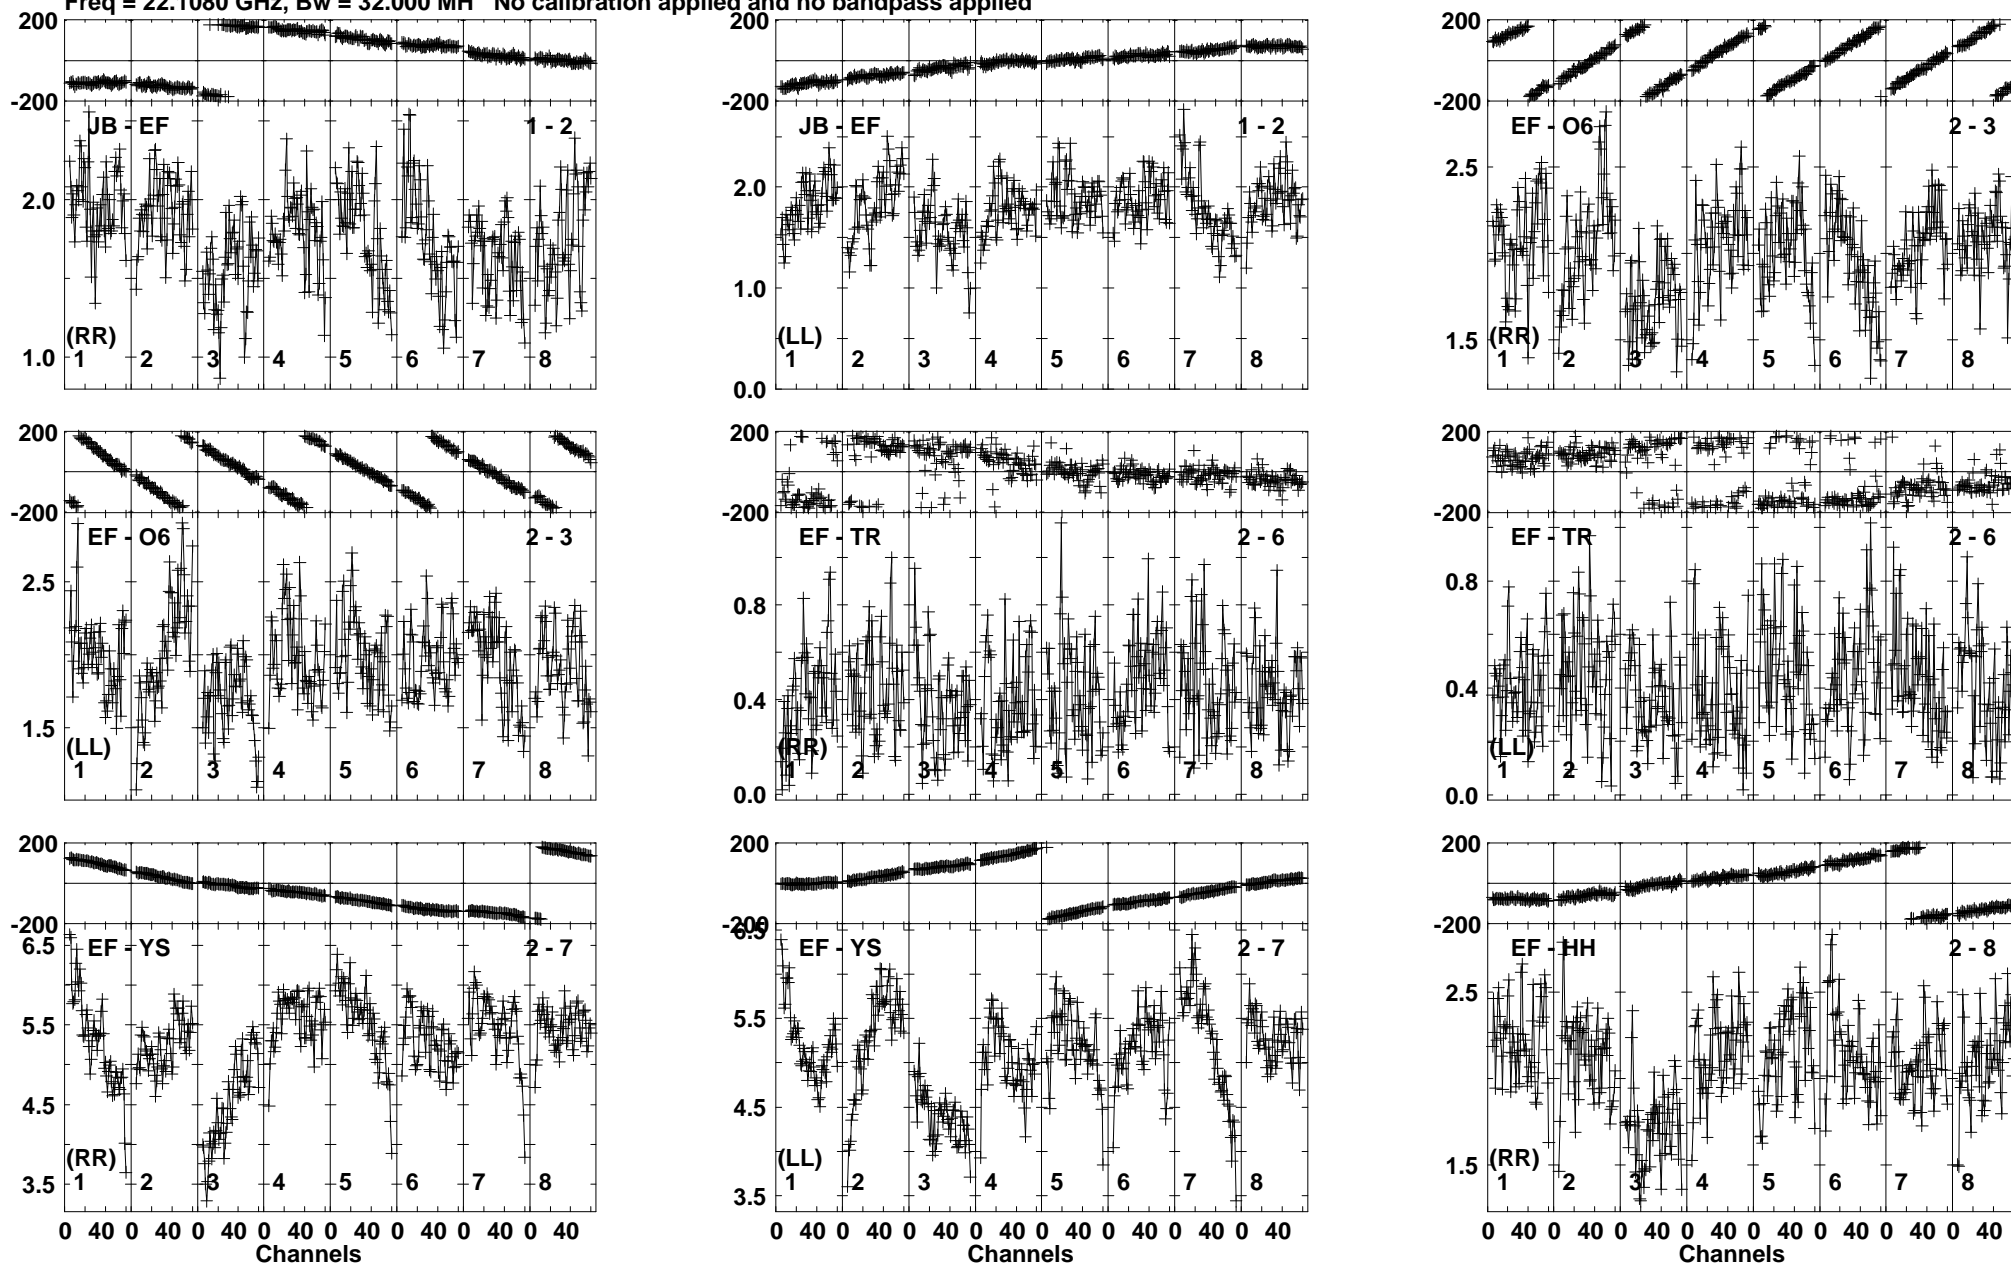 Freq = 22.1080 GHz, Bw = 32.000 MH No calibration applied and no bandpass applied
200 200 200
-200 -200 -200
JB - EF 1 - 2 JB - EF 1 - 2 EF - O6 2 - 3
2.5
2.0 2.0
1.0
1.5
(RR) (LL) (RR)
1.0 1 2 3 4 5 6 7 8 1 2 3 4 5 6 7 8 1 2 3 4 5 6 7 8
0.0
200 200 200
-200 -200 -200
EF - O6 2 - 3 EF - TR 2 - 6 EF - TR 2 - 6
2.5 0.8 0.8
1.5 0.4 0.4
(LL) (RR) (LL)
1 2 3 4 5 6 7 8 1 2 3 4 5 6 7 8 1 2 3 4 5 6 7 8
0.0 0.0
200 200 200
-200 -200 -200
6.5 EF - YS 2 - 7 6.5 EF - YS 2 - 7 EF - HH 2 - 8
2.5
5.5 5.5
4.5 4.5
(RR) (LL) 1.5 (RR)
3.5 1 2 3 4 5 6 7 8 3.5 1 2 3 4 5 6 7 8 1 2 3 4 5 6 7 8
0 40 0 40 0 40 0 40 0 40 0 40 0 40 0 40 0 40 0 40 0 40 0 40 0 40 0 40 0 40 0 40 0 40 0 40 0 40 0 40 0 40 0 40 0 40 0 40
Channels Channels Channels